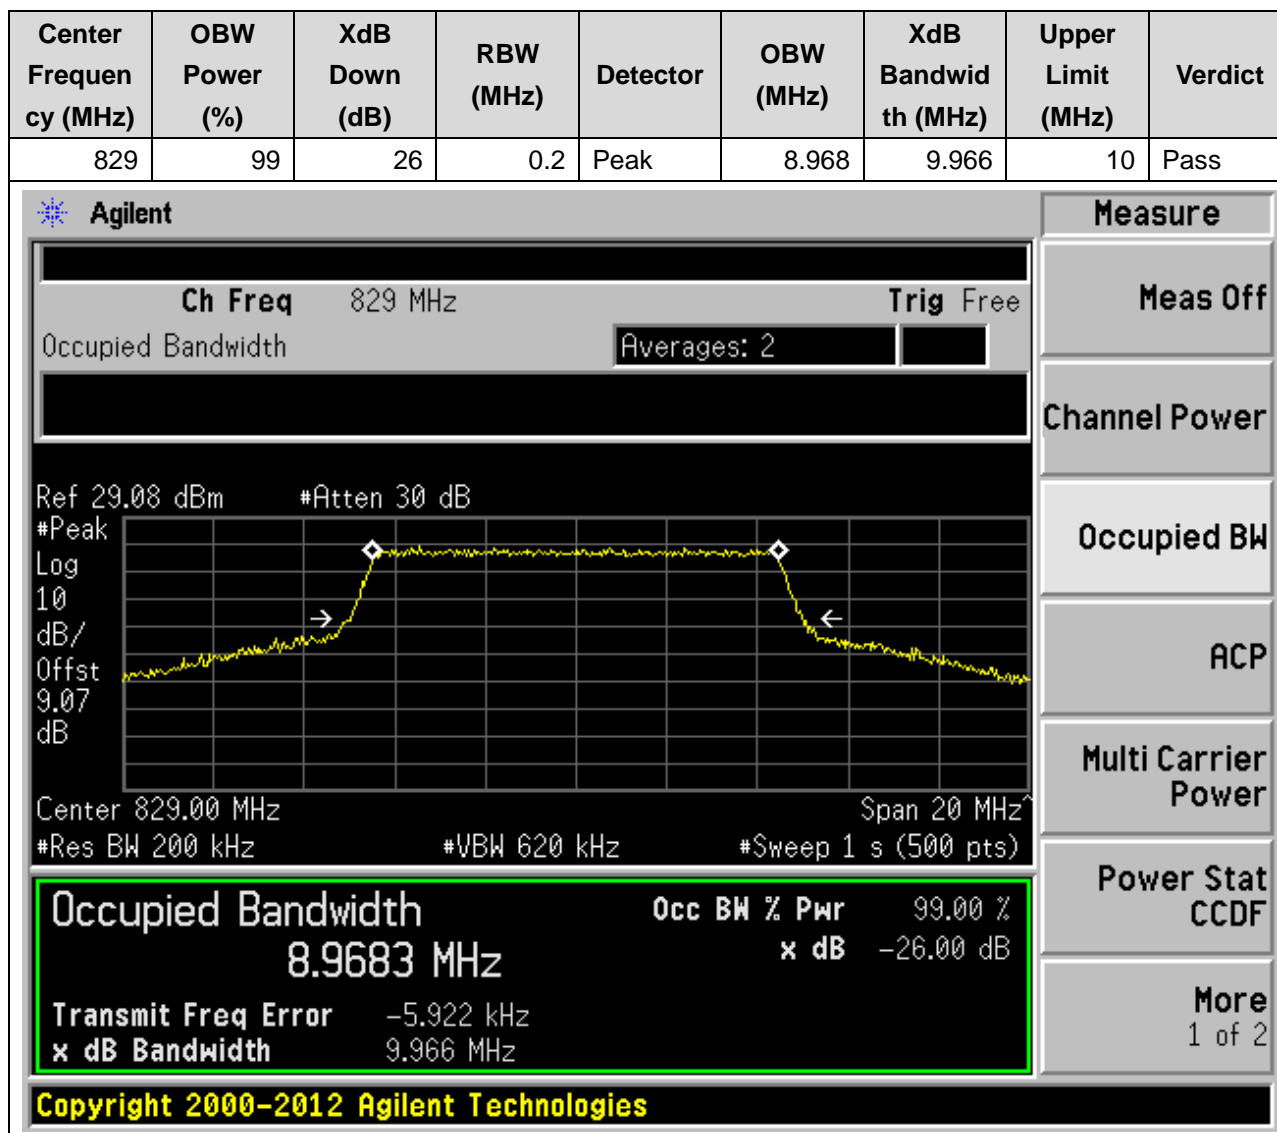 Center Frequen cy (MHz) OBW Power (%) XdB Down (dB) RBW (MHz) Detector OBW (MHz) XdB Bandwid th (MHz) Upper Limit (MHz) Verdict
829 99 26 0.2 Peak 8.968 9.966 10 Pass
Agilent
Measure
Ch Freq 829 MHz Trig Free
Meas Off
Occupied Bandwidth Averages: 2
Channel Power
Ref 29.08 dBm #Atten 30 dB
#Peak
Log
10
dB/
Offst
9.07
dB
Occupied BW
ACP
Multi Carrier
Power
Center 829.00 MHz Span 20 MHz^
#Res BW 200 kHz #VBW 620 kHz #Sweep 1 s (500 pts)
Power Stat
CCDF
Occupied Bandwidth Occ BW % Pwr 99.00 %
8.9683 MHz x dB -26.00 dB
Transmit Freq Error -5.922 kHz
x dB Bandwidth 9.966 MHz
More
1 of 2
Copyright 2000-2012 Agilent Technologies